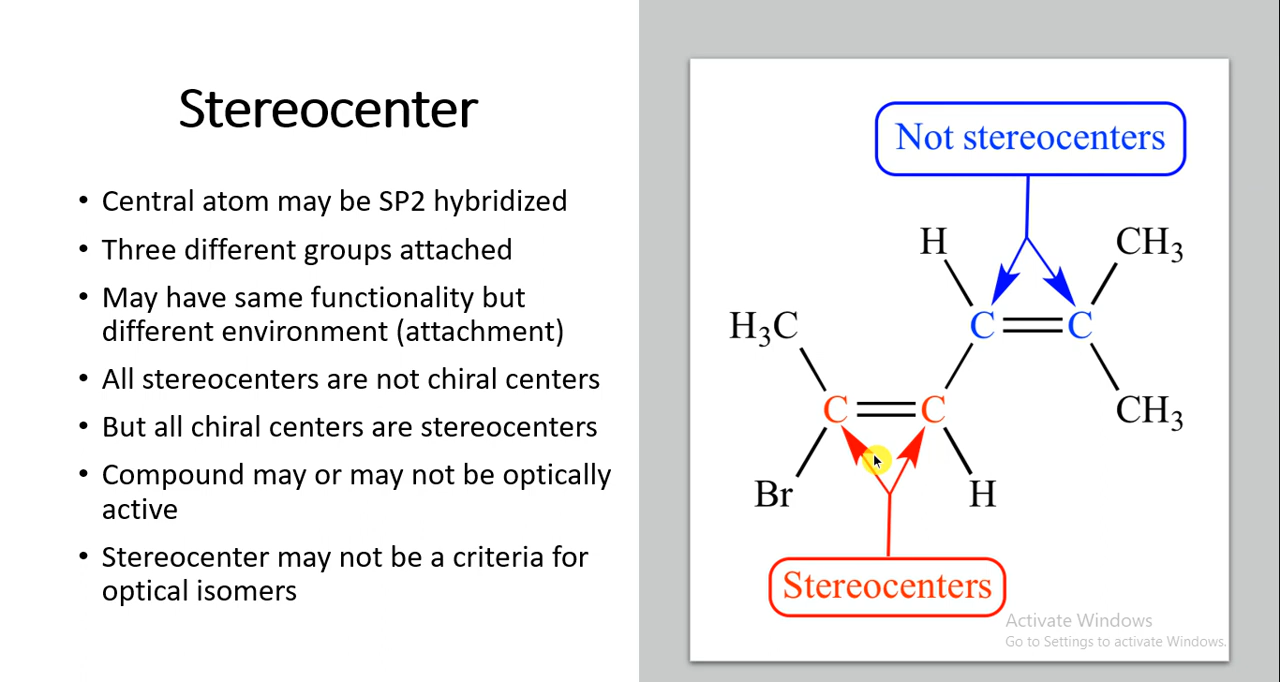 Stereocenter
• Central atom may be SP2 hybridized
• Three different groups attached
• May have same functionality but
different environment (attachment)
• All stereocenters are not chiral centers
• But all chiral centers are stereocenters
• Compound may or may not be optically
active
• Stereocenter may not be a criteria for
optical isomers
Not stereocenters
H CH₃
C C
H₃C
C C CH₃
Br H
Stereocenters
Activate Windows
Go to Settings to activate Windows.